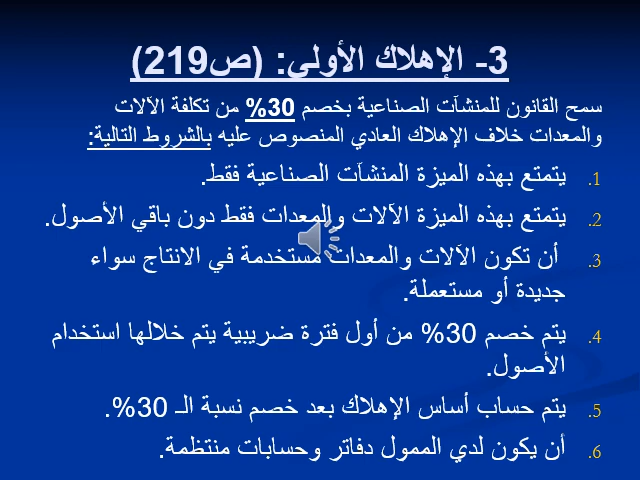 3- الإهلاك الأولي: (ص219)
سمح القانون للمنشآت الصناعية بخصم 30% من تكلفة الآلات
والمعدات خلاف الإهلاك العادي المنصوص عليه بالشروط التالية:
1. يتمتع بهذه الميزة المنشآت الصناعية فقط.
2. يتمتع بهذه الميزة الآلات والمعدات فقط دون باقي الأصول.
3. أن تكون الآلات والمعدات مستخدمة في الانتاج سواء
جديدة أو مستعملة.
4. يتم خصم 30% من أول فترة ضريبية يتم خلالها استخدام
الأصول.
5. يتم حساب أساس الإهلاك بعد خصم نسبة الـ 30%.
6. أن يكون لدي الممول دفاتر وحسابات منتظمة.